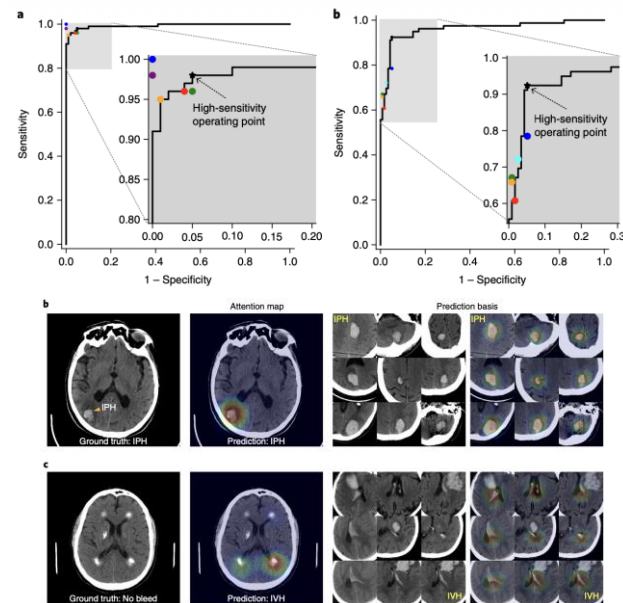 a
b
1.0
0.8
0.6
0.4
0.2
0.0
Sensitivity
1.00
0.95
0.90
0.85
0.80
High-sensitivity
operating point
0.00
0.05
0.10
0.15
0.20
0.0
0.2
0.4
0.6
0.8
1.0
1 – Specificity
1.0
0.8
0.6
0.4
0.2
0.0
Sensitivity
1.0
0.9
0.8
0.7
0.6
High-sensitivity
operating point
0.0
0.1
0.2
0.3
0.0
0.2
0.4
0.6
0.8
1.0
1 – Specificity
b
Attention map
Prediction basis
IPH
Ground truth: IPH
Prediction: IPH
IPH
c
Ground truth: No bleed
Prediction: IVH
IVH